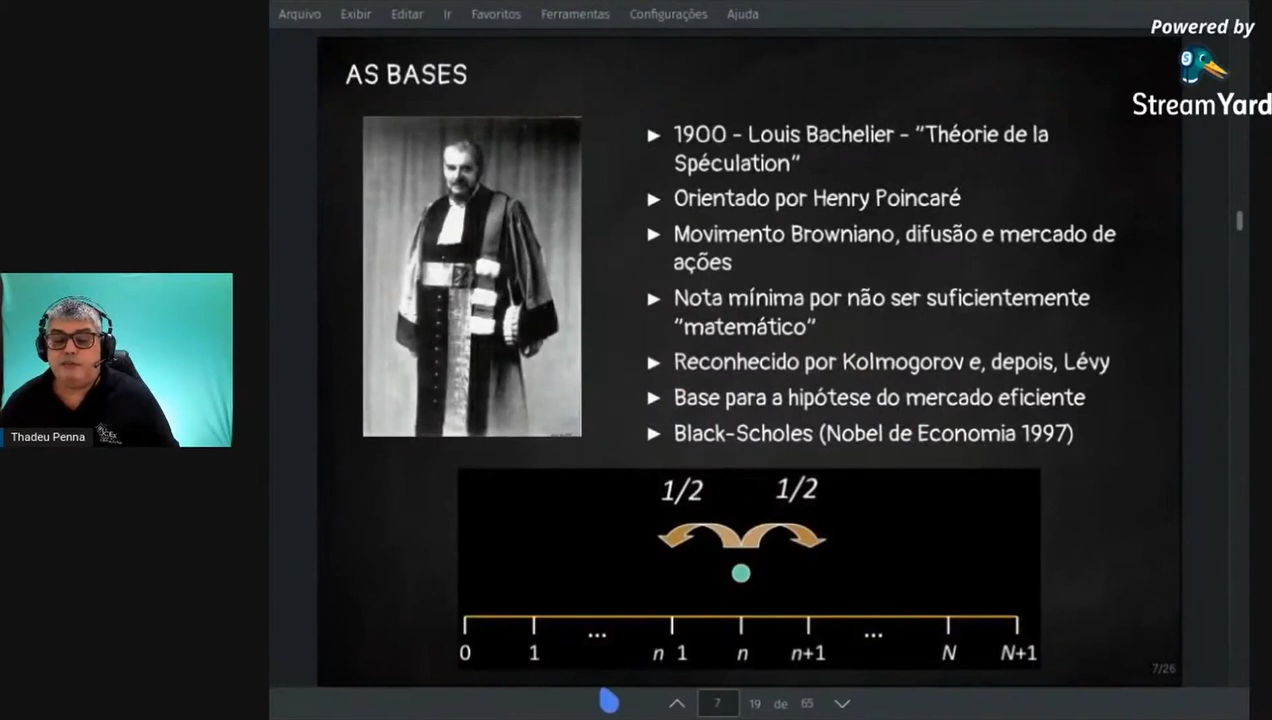 Arquivo Exibir Editar Ir Favoritos Ferramentas Configurações Ajuda
Powered by
StreamYard
AS BASES
► 1900 - Louis Bachelier - "Théorie de la
Spéculation"
► Orientado por Henry Poincaré
► Movimento Browniano, difusão e mercado de
ações
► Nota mínima por não ser suficientemente
"matemático"
► Reconhecido por Kolmogorov e, depois, Lévy
► Base para a hipótese do mercado eficiente
► Black-Scholes (Nobel de Economia 1997)
Thadeu Penna
1/2 1/2
0 1 ... n 1 n n+1 ... N N+1
7/26
7 19 de 65